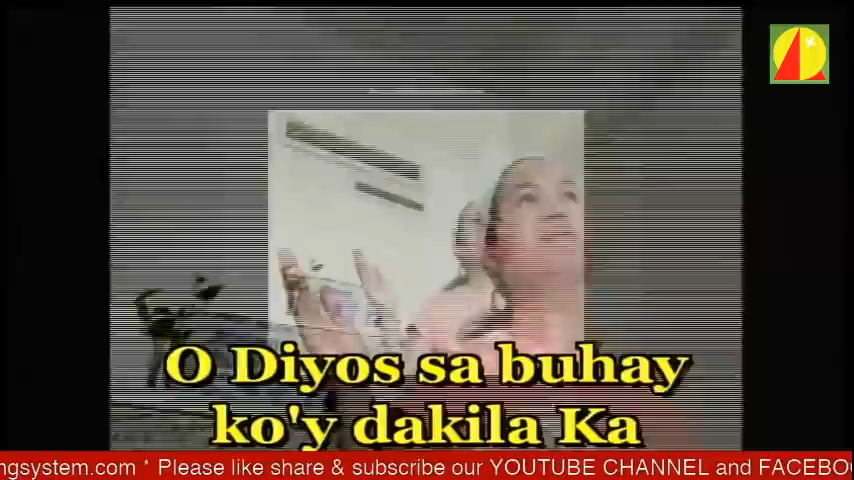 O Diyos sa buhay
ko'y dakila Ka
ngsystem.com * Please like share & subscribe our YOUTUBE CHANNEL and FACEBO